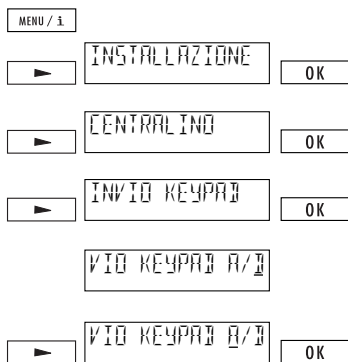 MENU / i
INSTALLAZIONE
OK
CENTRALINO
OK
INVIO KEYPAD
OK
VIO KEYPAD A/D
VIO KEYPAD A/D
OK